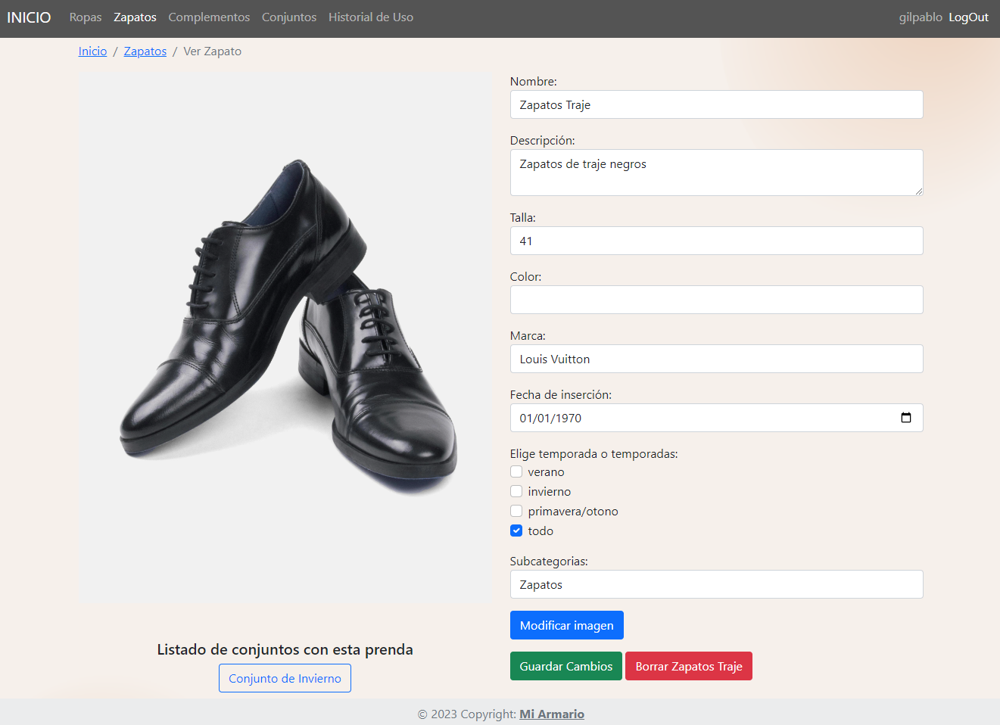 INICIO Ropas Zapatos Complementos Conjuntos Historial de Uso gilpablo LogOut
Inicio / Zapatos / Ver Zapato
Nombre:
Zapatos Traje
Descripción:
Zapatos de traje negros
Talla:
41
Color:
Marca:
Louis Vuitton
Fecha de inserción:
01/01/1970
Elige temporada o temporadas:
verano
invierno
primavera/otono
todo
Subcategorias:
Zapatos
Modificar imagen
Guardar Cambios Borrar Zapatos Traje
Listado de conjuntos con esta prenda
Conjunto de Invierno
© 2023 Copyright: Mi Armario